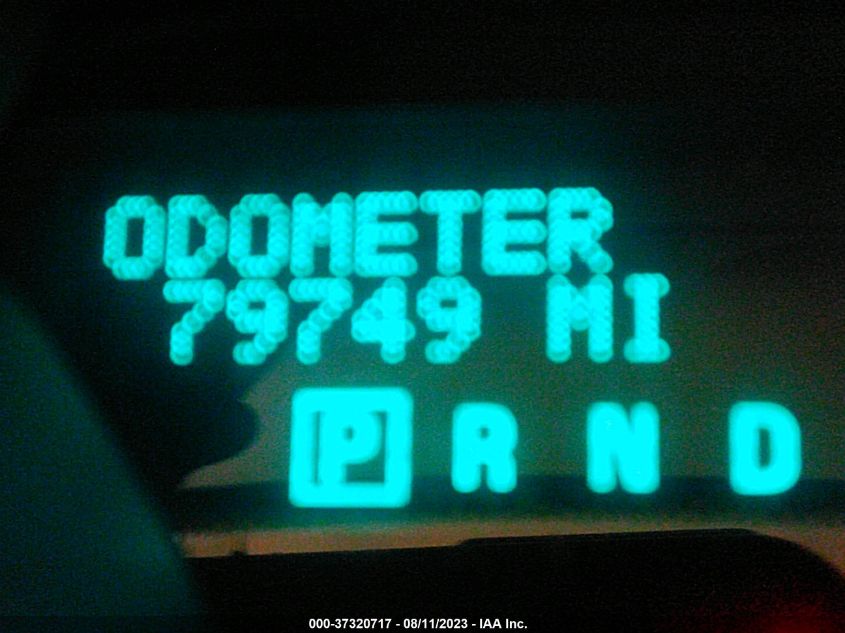 ODOMETER
79749 MI
P R N D
000-37320717 - 08/11/2023 - IAA Inc.